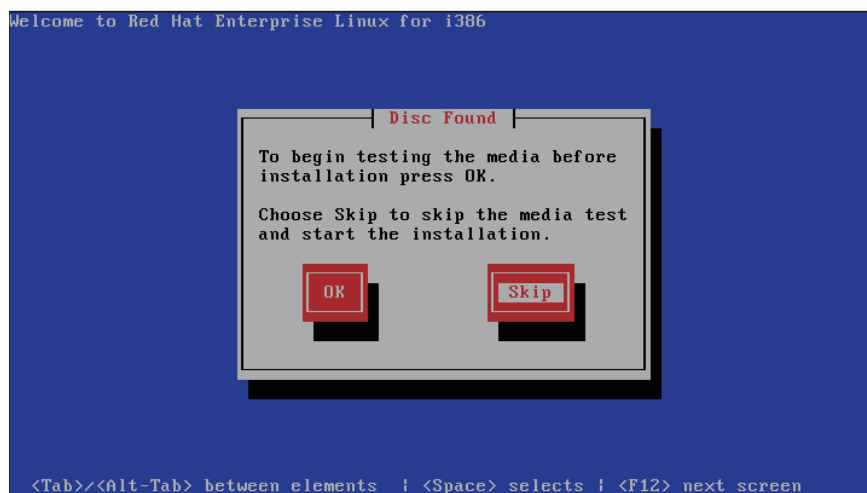 Welcome to Red Hat Enterprise Linux for i386
Disc Found
To begin testing the media before
installation press OK.
Choose Skip to skip the media test
and start the installation.
OK Skip
<Tab>/<Alt-Tab> between elements | <Space> selects | <F12> next screen